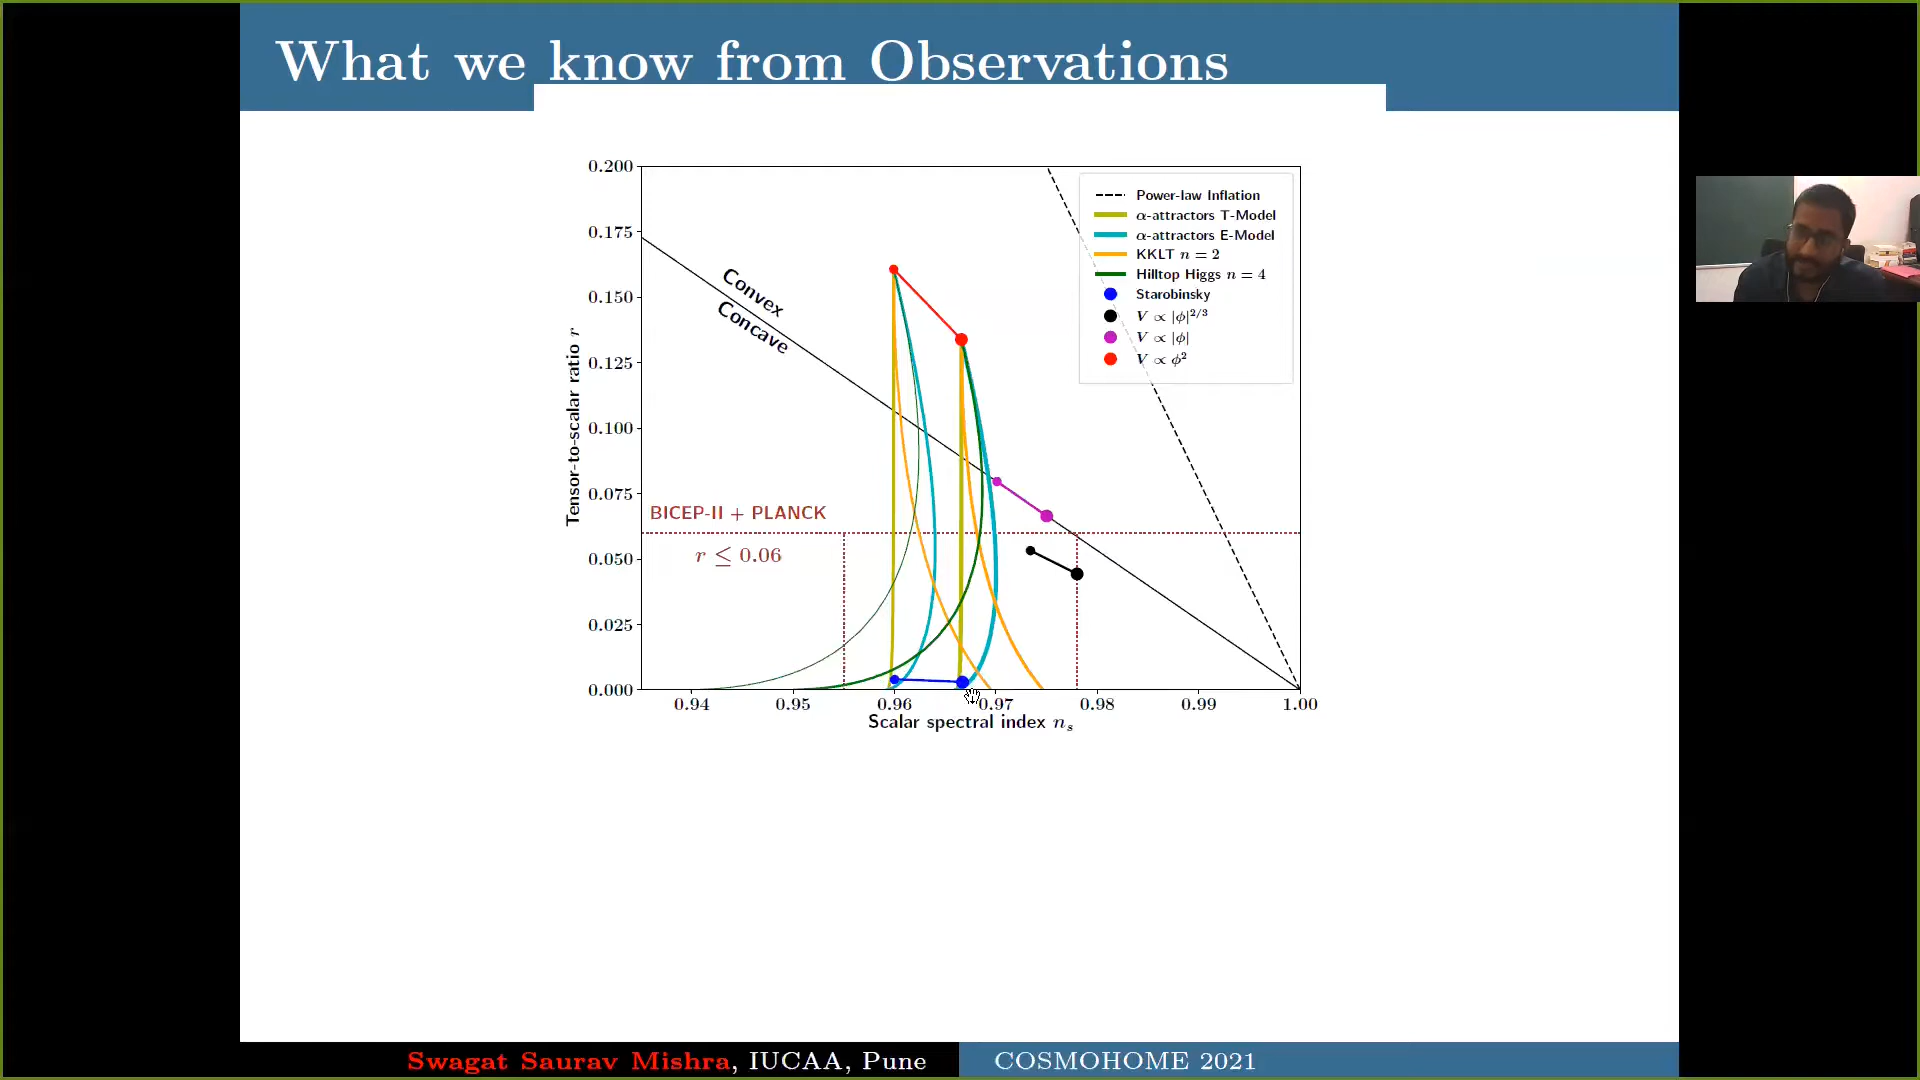 What we know from Observations
0.200
0.175
0.150
0.125
0.100
0.075
0.050
0.025
0.000
Tensor-to-scalar ratio r
Convex
Concave
BICEP-II + PLANCK
r ≤ 0.06
Power-law Inflation
α-attractors T-Model
α-attractors E-Model
KKLT n = 2
Hilltop Higgs n = 4
Starobinsky
V ∝ |ϕ|^{2/3}
V ∝ |ϕ|
V ∝ ϕ²
0.94 0.95 0.96 0.97 0.98 0.99 1.00
Scalar spectral index n_s
Swagat Saurav Mishra, IUCAA, Pune
COSMOHOME 2021